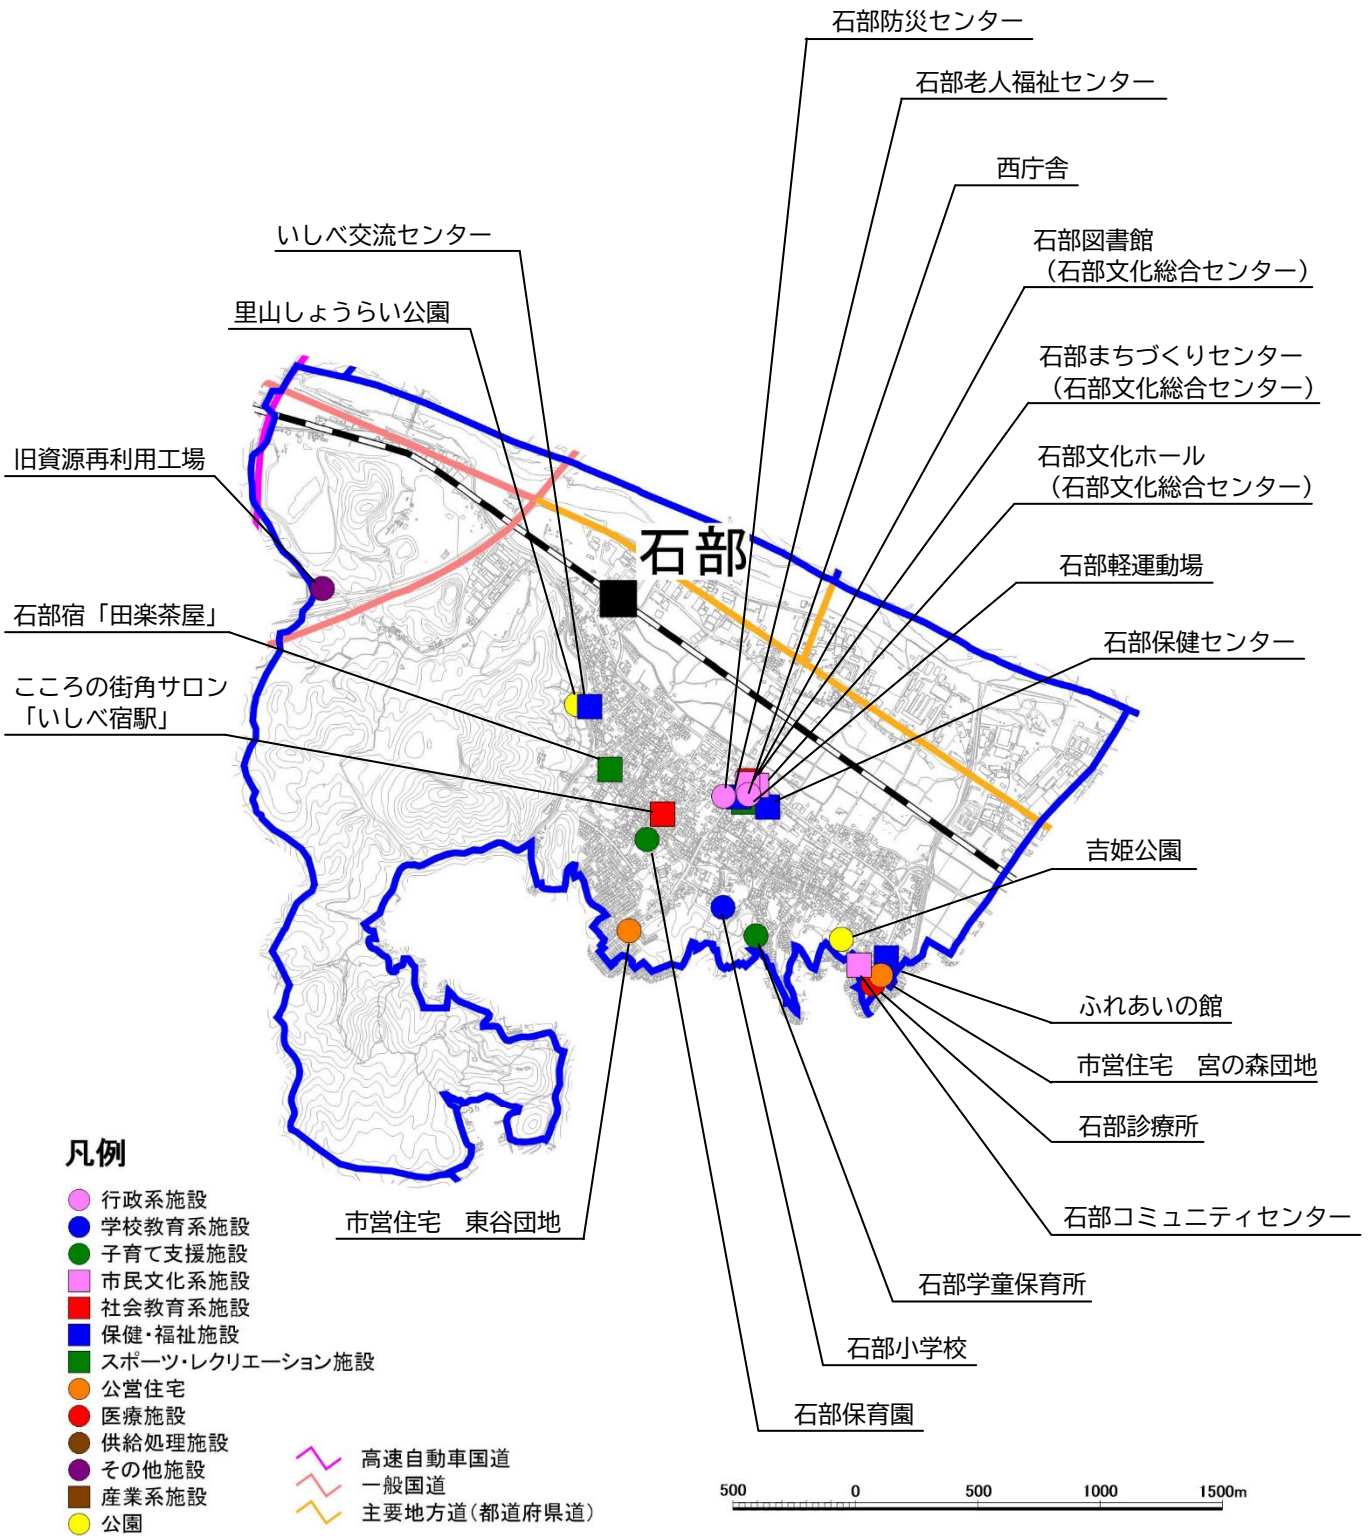 石部防災センター
石部老人福祉センター
西庁舎
いしべ交流センター
石部図書館
（石部文化総合センター）
里山しょうらい公園
石部まちづくりセンター
（石部文化総合センター）
旧資源再利用工場
石部文化ホール
（石部文化総合センター）
石部
石部軽運動場
石部宿「田楽茶屋」
石部保健センター
こころの街角サロン
「いしべ宿駅」
吉姫公園
ふれあいの館
市営住宅　宮の森団地
石部診療所
市営住宅　東谷団地
石部コミュニティセンター
石部学童保育所
石部小学校
石部保育園
凡例
行政系施設
学校教育系施設
子育て支援施設
市民文化系施設
社会教育系施設
保健・福祉施設
スポーツ・レクリエーション施設
公営住宅
医療施設
供給処理施設
その他施設
産業系施設
公園
高速自動車国道
一般国道
主要地方道（都道府県道）
500 0 500 1000 1500m